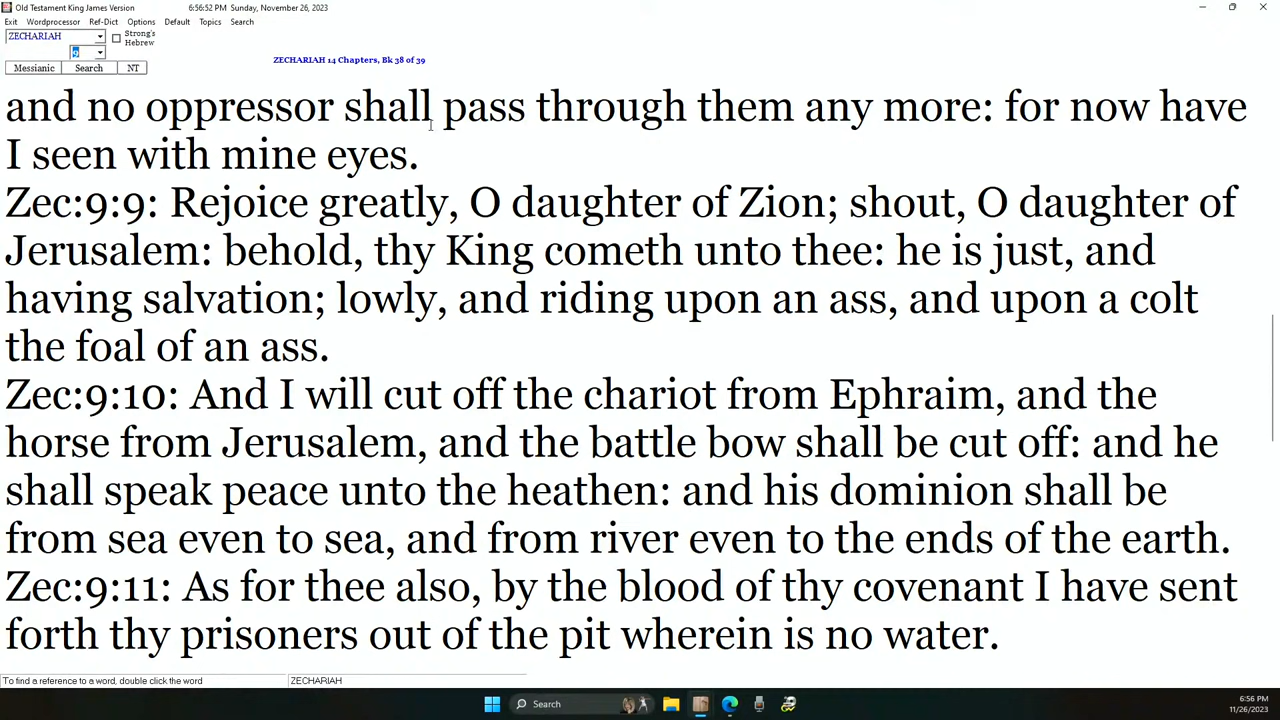 Old Testament King James Version 6:56:52 PM Sunday, November 26, 2023
Exit Wordprocessor Ref-Dict Options Default Topics Search
ZECHARIAH
Strong's
Hebrew
9
ZECHARIAH 14 Chapters, Bk 38 of 39
Messianic Search NT
and no oppressor shall pass through them any more: for now have
I seen with mine eyes.
Zec:9:9: Rejoice greatly, O daughter of Zion; shout, O daughter of
Jerusalem: behold, thy King cometh unto thee: he is just, and
having salvation; lowly, and riding upon an ass, and upon a colt
the foal of an ass.
Zec:9:10: And I will cut off the chariot from Ephraim, and the
horse from Jerusalem, and the battle bow shall be cut off: and he
shall speak peace unto the heathen: and his dominion shall be
from sea even to sea, and from river even to the ends of the earth.
Zec:9:11: As for thee also, by the blood of thy covenant I have sent
forth thy prisoners out of the pit wherein is no water.
To find a reference to a word, double click the word ZECHARIAH
Search
6:56 PM
11/26/2023